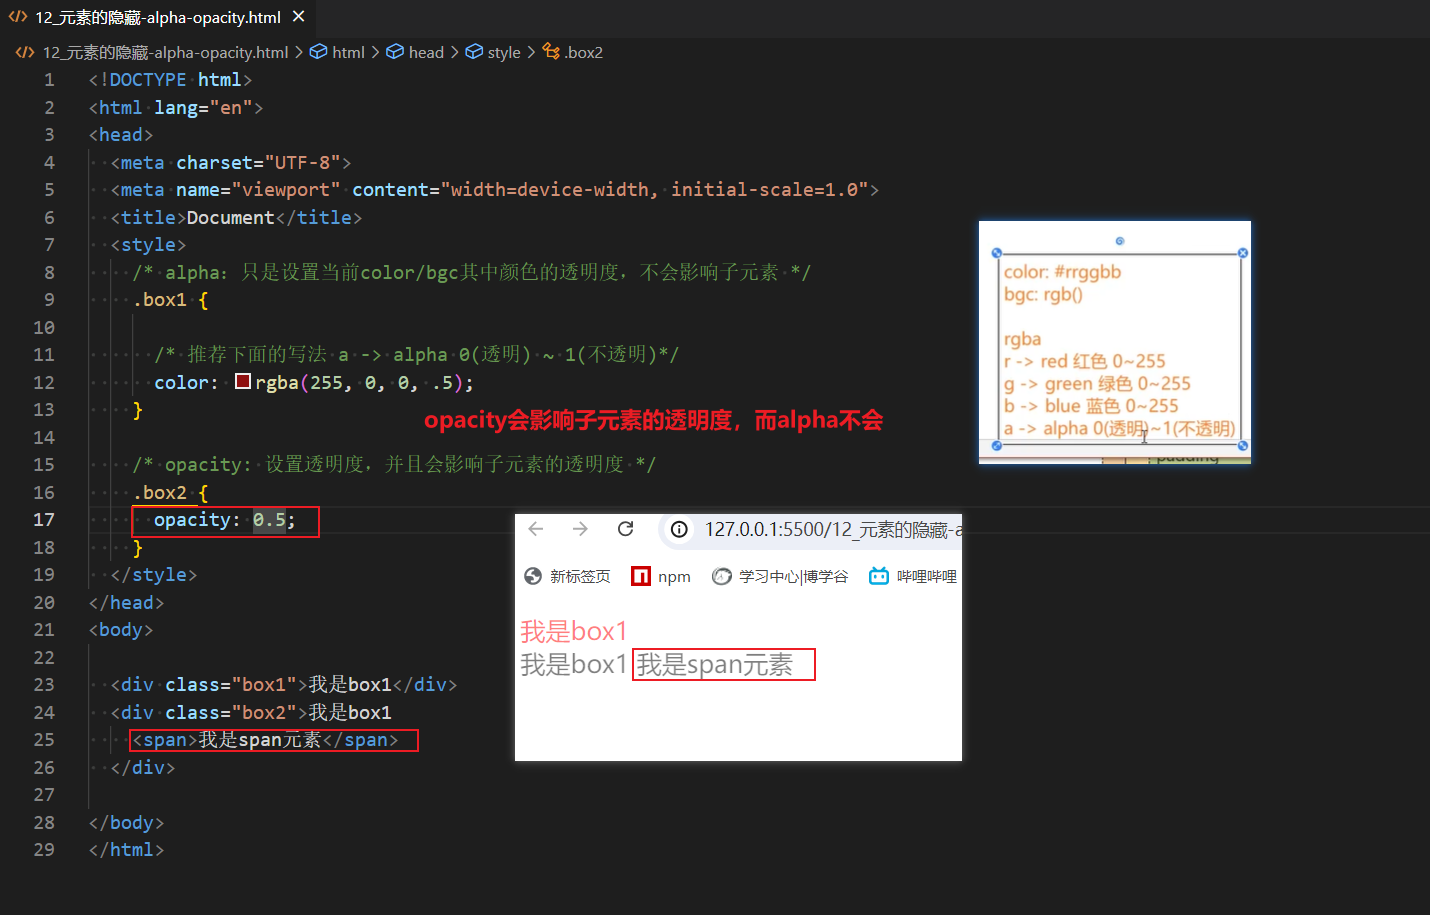 12_元素的隐藏-alpha-opacity.html
12_元素的隐藏-alpha-opacity.html > html > head > style > .box2
1 <!DOCTYPE html>
2 <html lang="en">
3 <head>
4 <meta charset="UTF-8">
5 <meta name="viewport" content="width=device-width, initial-scale=1.0">
6 <title>Document</title>
7 <style>
8 /* alpha: 只是设置当前color/bgc其中颜色的透明度，不会影响子元素 */
9 .box1 {
10
11 /* 推荐下面的写法 a -> alpha 0(透明) ~ 1(不透明)*/
12 color: rgba(255, 0, 0, .5);
13 }
opacity会影响子元素的透明度，而alpha不会
14
15 /* opacity: 设置透明度，并且会影响子元素的透明度 */
16 .box2 {
17 opacity: 0.5;
18 }
19 </style>
20 </head>
21 <body>
22
23 <div class="box1">我是box1</div>
24 <div class="box2">我是box1
25 <span>我是span元素</span>
26 </div>
27
28 </body>
29 </html>
color: #rrggbb
bgc: rgb()
rgba
r -> red 红色 0~255
g -> green 绿色 0~255
b -> blue 蓝色 0~255
a -> alpha 0(透明)~1(不透明)
padding
127.0.0.1:5500/12_元素的隐藏-a
新标签页 npm 学习中心|博学谷 哔哩哔哩
我是box1
我是box1 我是span元素